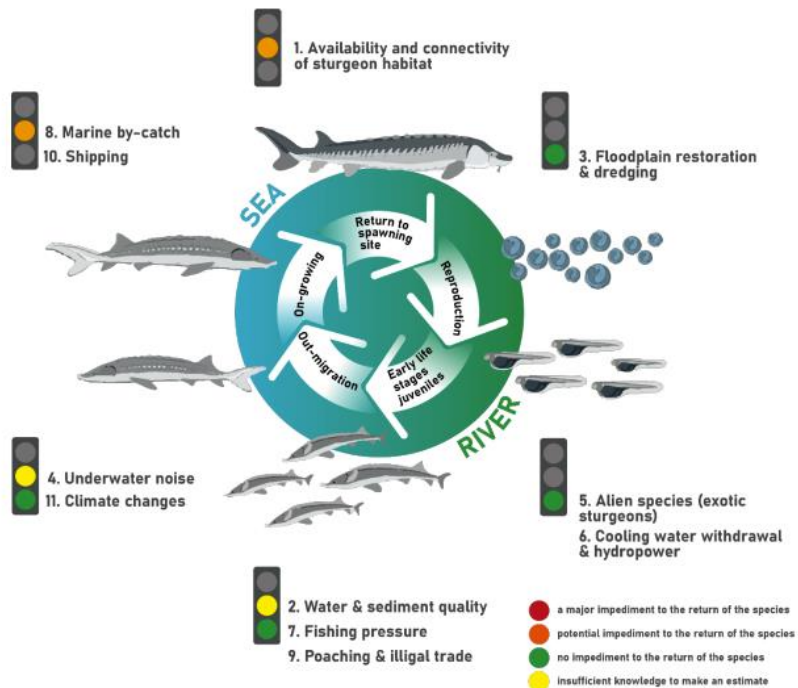 1. Availability and connectivity
of sturgeon habitat
8. Marine by-catch
10. Shipping
3. Floodplain restoration
& dredging
SEA
Return to
spawning
site
Reproduction
On-growing
Out-migration
Early life
stages
juveniles
RIVER
4. Underwater noise
11. Climate changes
5. Alien species (exotic
sturgeons)
6. Cooling water withdrawal
& hydropower
2. Water & sediment quality
7. Fishing pressure
9. Poaching & illigal trade
a major impediment to the return of the species
potential impediment to the return of the species
no impediment to the return of the species
insufficient knowledge to make an estimate